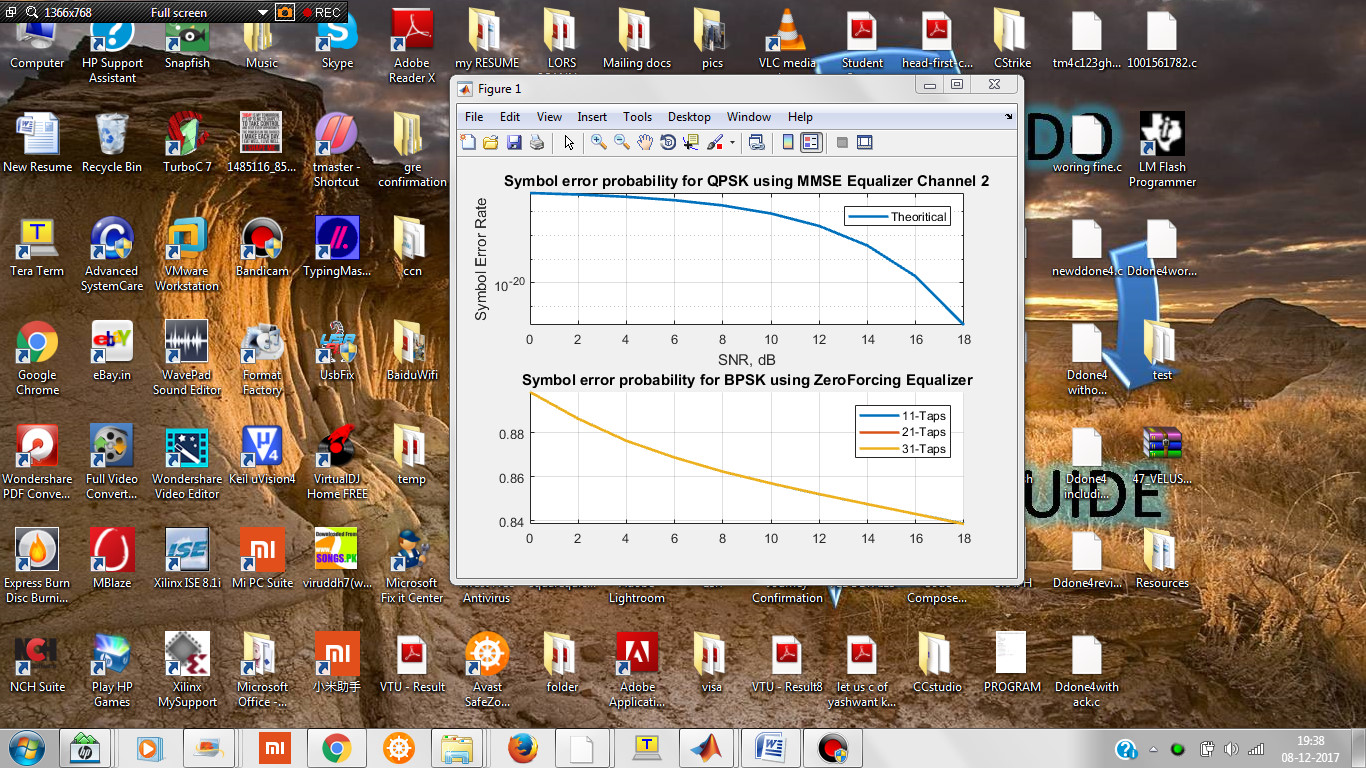 1366x768 Full screen REC
Computer
HP Support
Assistant
Snapfish
Music
Skype
Adobe
Reader X
my RESUME
LORS
Mailing docs
pics
VLC media
Student
head-first-c...
CStrike
tm4c123gh...
1001561782.c
Figure 1
File Edit View Insert Tools Desktop Window Help
New Resume
Recycle Bin
TurboC 7
1485116_85...
tmaster -
Shortcut
gre
confirmation
DO
woring fine.c
LM Flash
Programmer
Symbol error probability for QPSK using MMSE Equalizer Channel 2
Theoritical
Symbol Error Rate
10-20
0 2 4 6 8 10 12 14 16 18
SNR, dB
Tera Term
Advanced
SystemCare
VMware
Workstation
Bandicam
TypingMas...
ccn
newddone4.c
Ddone4wor...
Symbol error probability for BPSK using ZeroForcing Equalizer
11-Taps
21-Taps
31-Taps
0.88
0.86
0.84
0 2 4 6 8 10 12 14 16 18
Google
Chrome
ebY
eBay.in
WavePad
Sound Editor
Format
Factory
UsbFix
BaiduWifi
Ddone4
witho...
test
Wondershare
PDF Conve...
Full Video
Convert...
Wondershare
Video Editor
Keil uVision4
VirtualDJ
Home FREE
temp
UIDE
Ddone4
includi...
47_VELUS...
Express Burn
Disc Burni...
MBlaze
ISE
Xilinx ISE 8.1i
Mi PC Suite
Downloaded From
www
SONGS.PK
viruddh7(w...
Microsoft
Fix it Center
Antivirus
Lightroom
Confirmation
Compose...
Ddone4revi...
Resources
NCH
NCH Suite
Play HP
Games
Xilinx
MySupport
Microsoft
Office -...
小米助手
VTU - Result
Avast
SafeZo...
folder
Adobe
Applicati...
visa
VTU - Result8
let us c of
yashwant k...
CCstudio
PROGRAM
Ddone4with
ack.c
19:38
08-12-2017